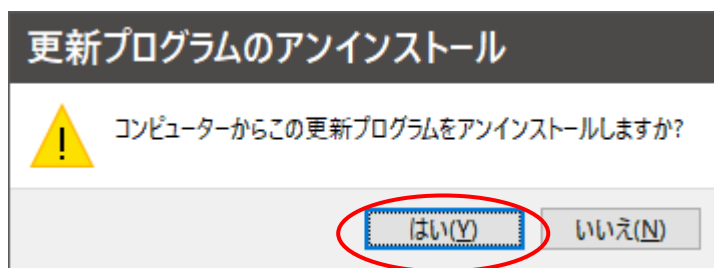 更新プログラムのアンインストール
コンピューターからこの更新プログラムをアンインストールしますか?
はい(Y) いいえ(N)